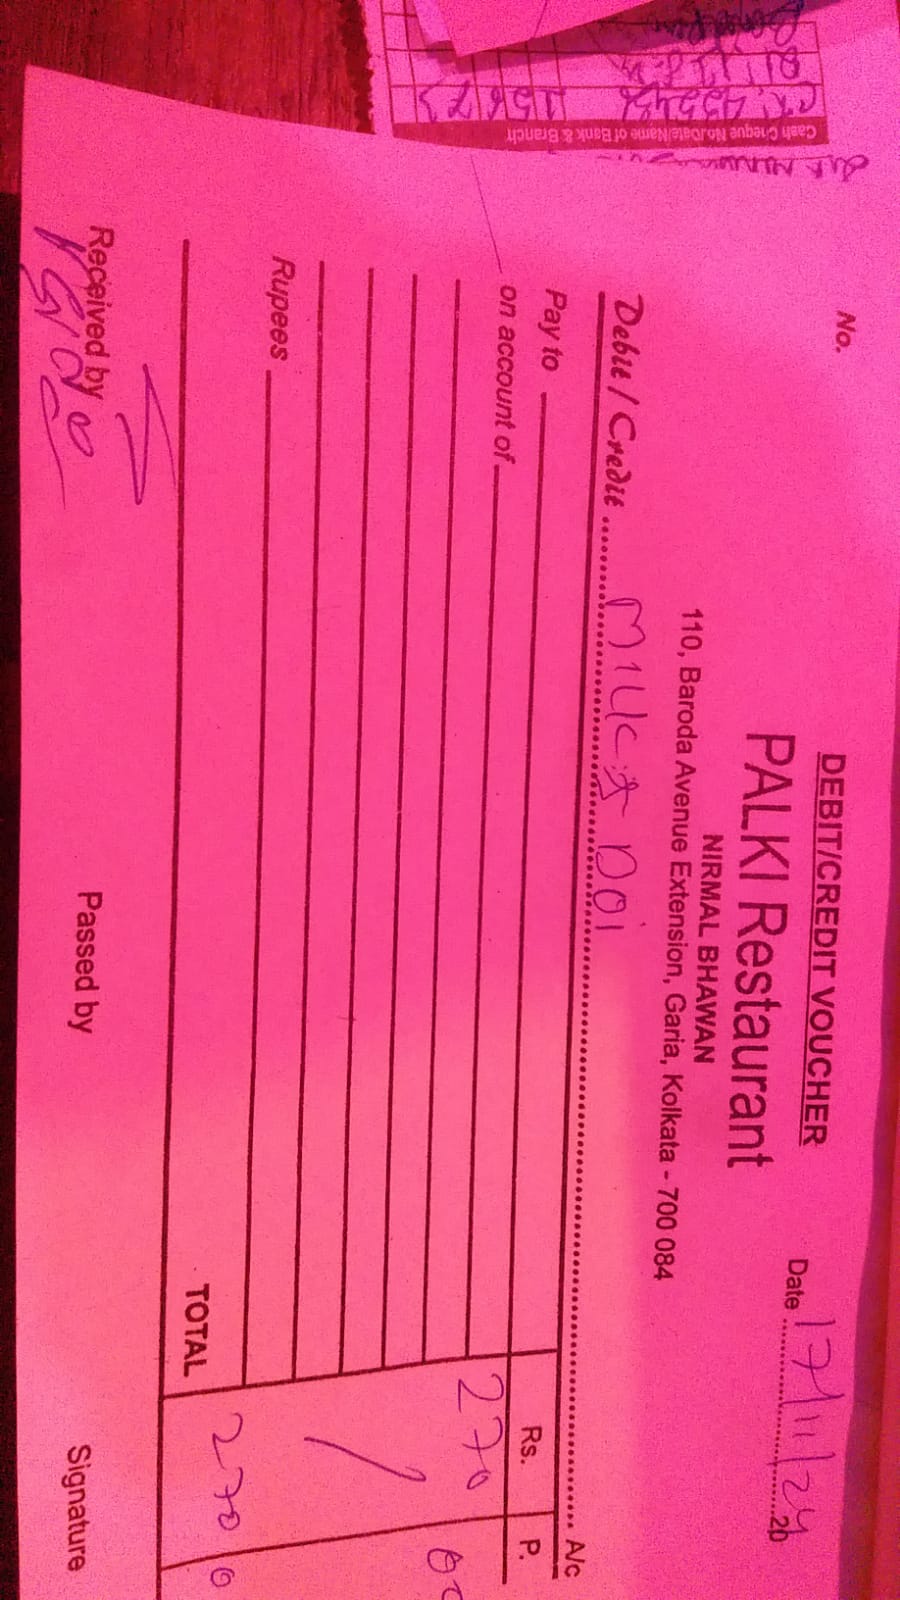 DEBIT/CREDIT VOUCHER
No.
PALKI Restaurant
Date 17/11/24 20
NIRMAL BHAWAN
110, Baroda Avenue Extension, Garia, Kolkata - 700 084
Debit / Credit MILK & DOI A/c
Pay to Rs. P.
on account of 270 00
Rupees
TOTAL 270 0
Received by Passed by Signature
Cash Cheque No./Date/Name of Bank & Branch